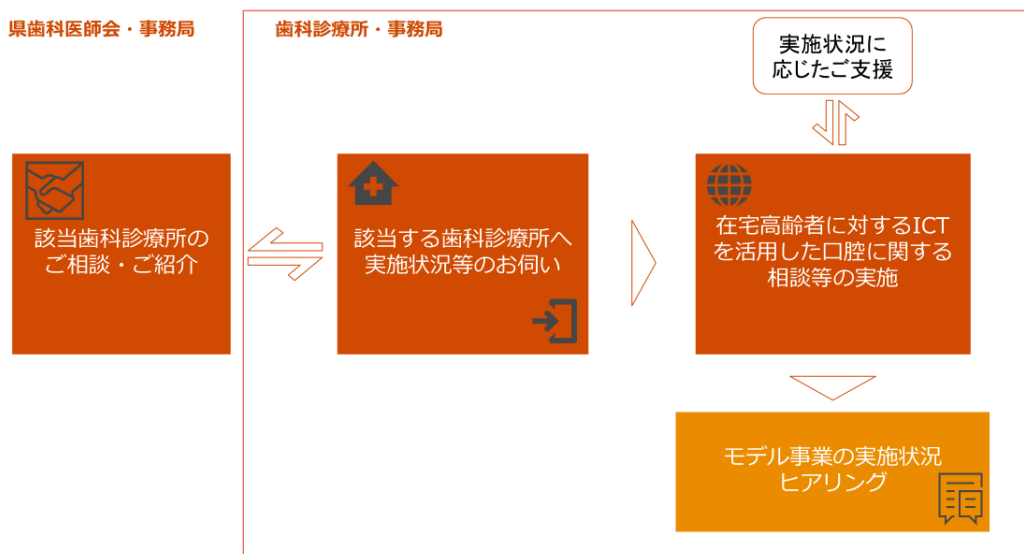 県歯科医師会・事務局
歯科診療所・事務局
実施状況に
応じたご支援
該当歯科診療所の
ご相談・ご紹介
該当する歯科診療所へ
実施状況等のお伺い
在宅高齢者に対するICT
を活用した口腔に関する
相談等の実施
モデル事業の実施状況
ヒアリング